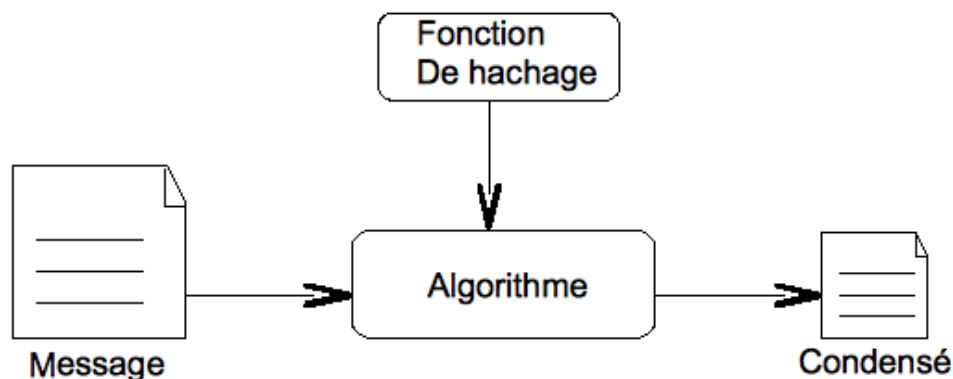 Fonction
De hachage
Algorithme
Message
Condensé